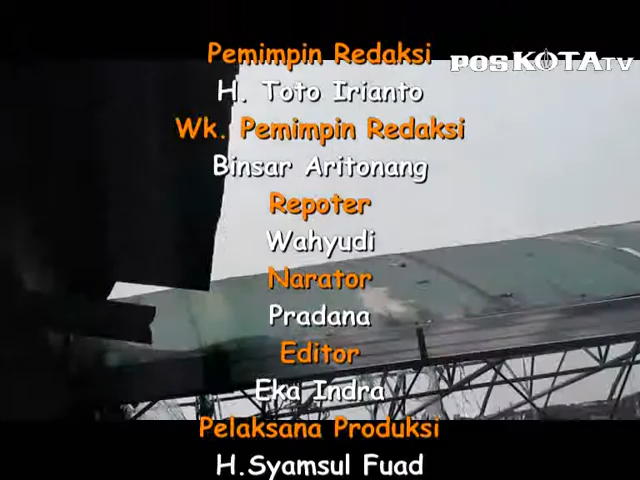 Pemimpin Redaksi
POSKOTATV
H. Toto Irianto
Wk. Pemimpin Redaksi
Binsar Aritonang
Repoter
Wahyudi
Narator
Pradana
Editor
Eka Indra
Pelaksana Produksi
H.Syamsul Fuad